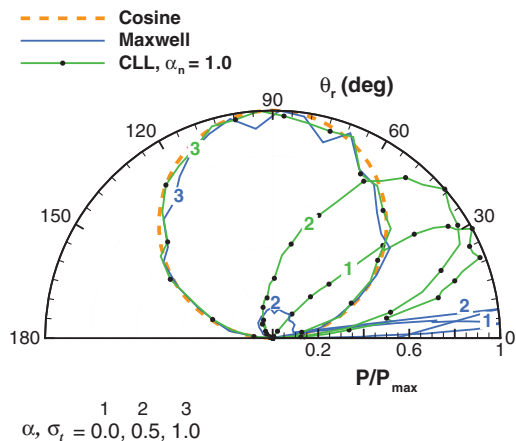 Cosine
Maxwell
CLL, αn = 1.0
θr (deg)
90
120
60
150
30
180
0
0.2
0.6
1
P/Pmax
3
3
2
1
2
2
1
1 2 3
α, σt = 0.0, 0.5, 1.0